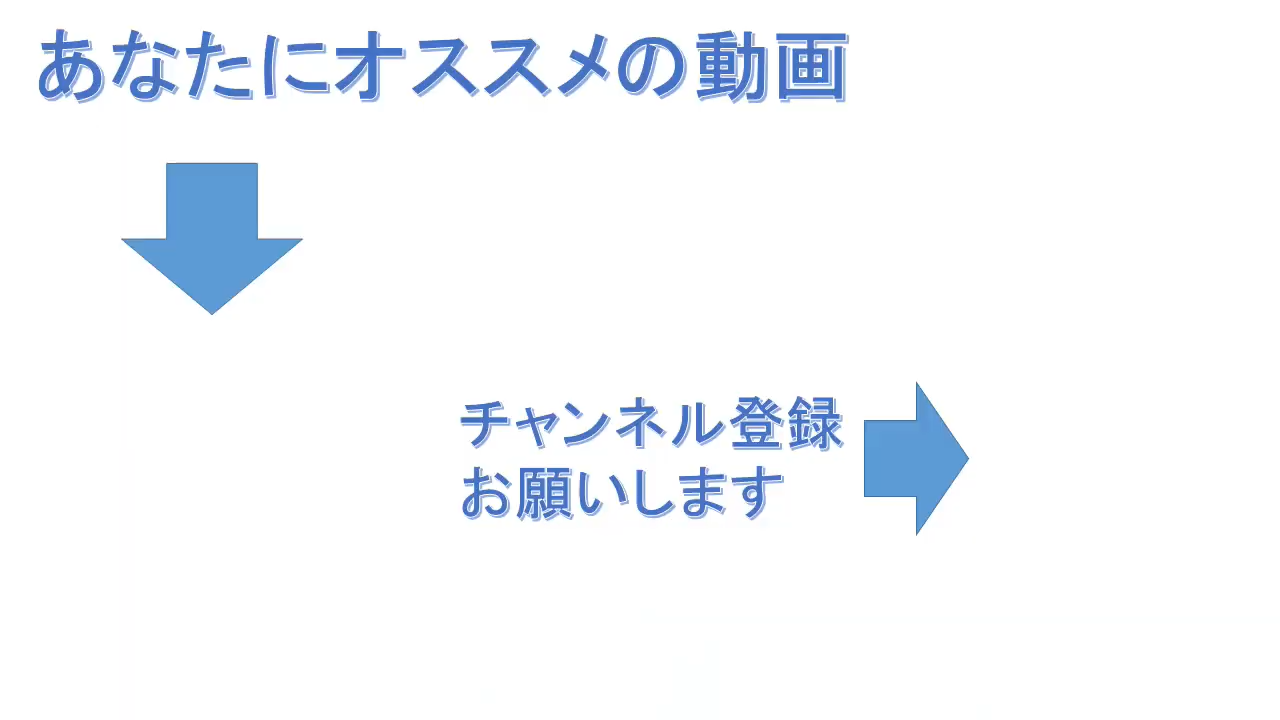 あなたにオススメの動画
チャンネル登録
お願いします